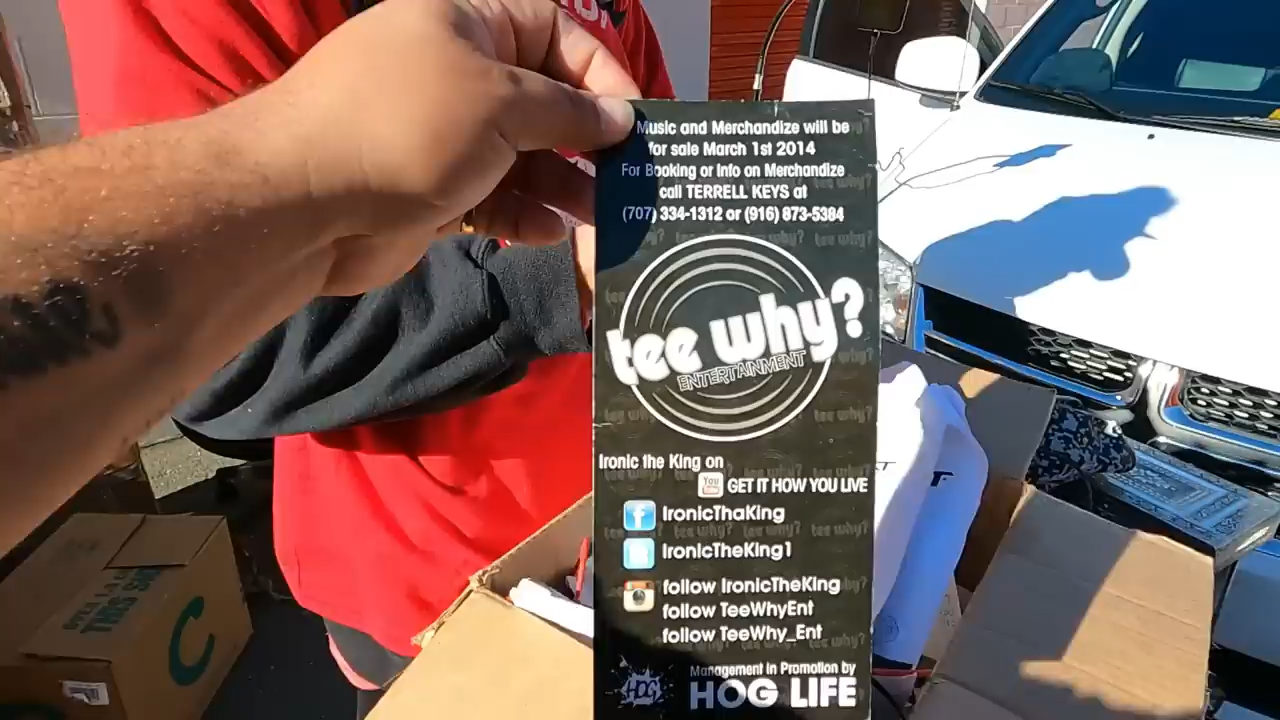 Music and Merchandize will be
for sale March 1st 2014
For Booking or Info on Merchandize
call TERRELL KEYS at
(707) 334-1312 or (916) 873-5384
tee why?
ENTERTAINMENT
Ironic the King on
You GET IT HOW YOU LIVE
IronicThaKing
IronicTheKing1
follow IronicTheKing
follow TeeWhyEnt
follow TeeWhy_Ent
Management in Promotion by
HOG HOG LIFE